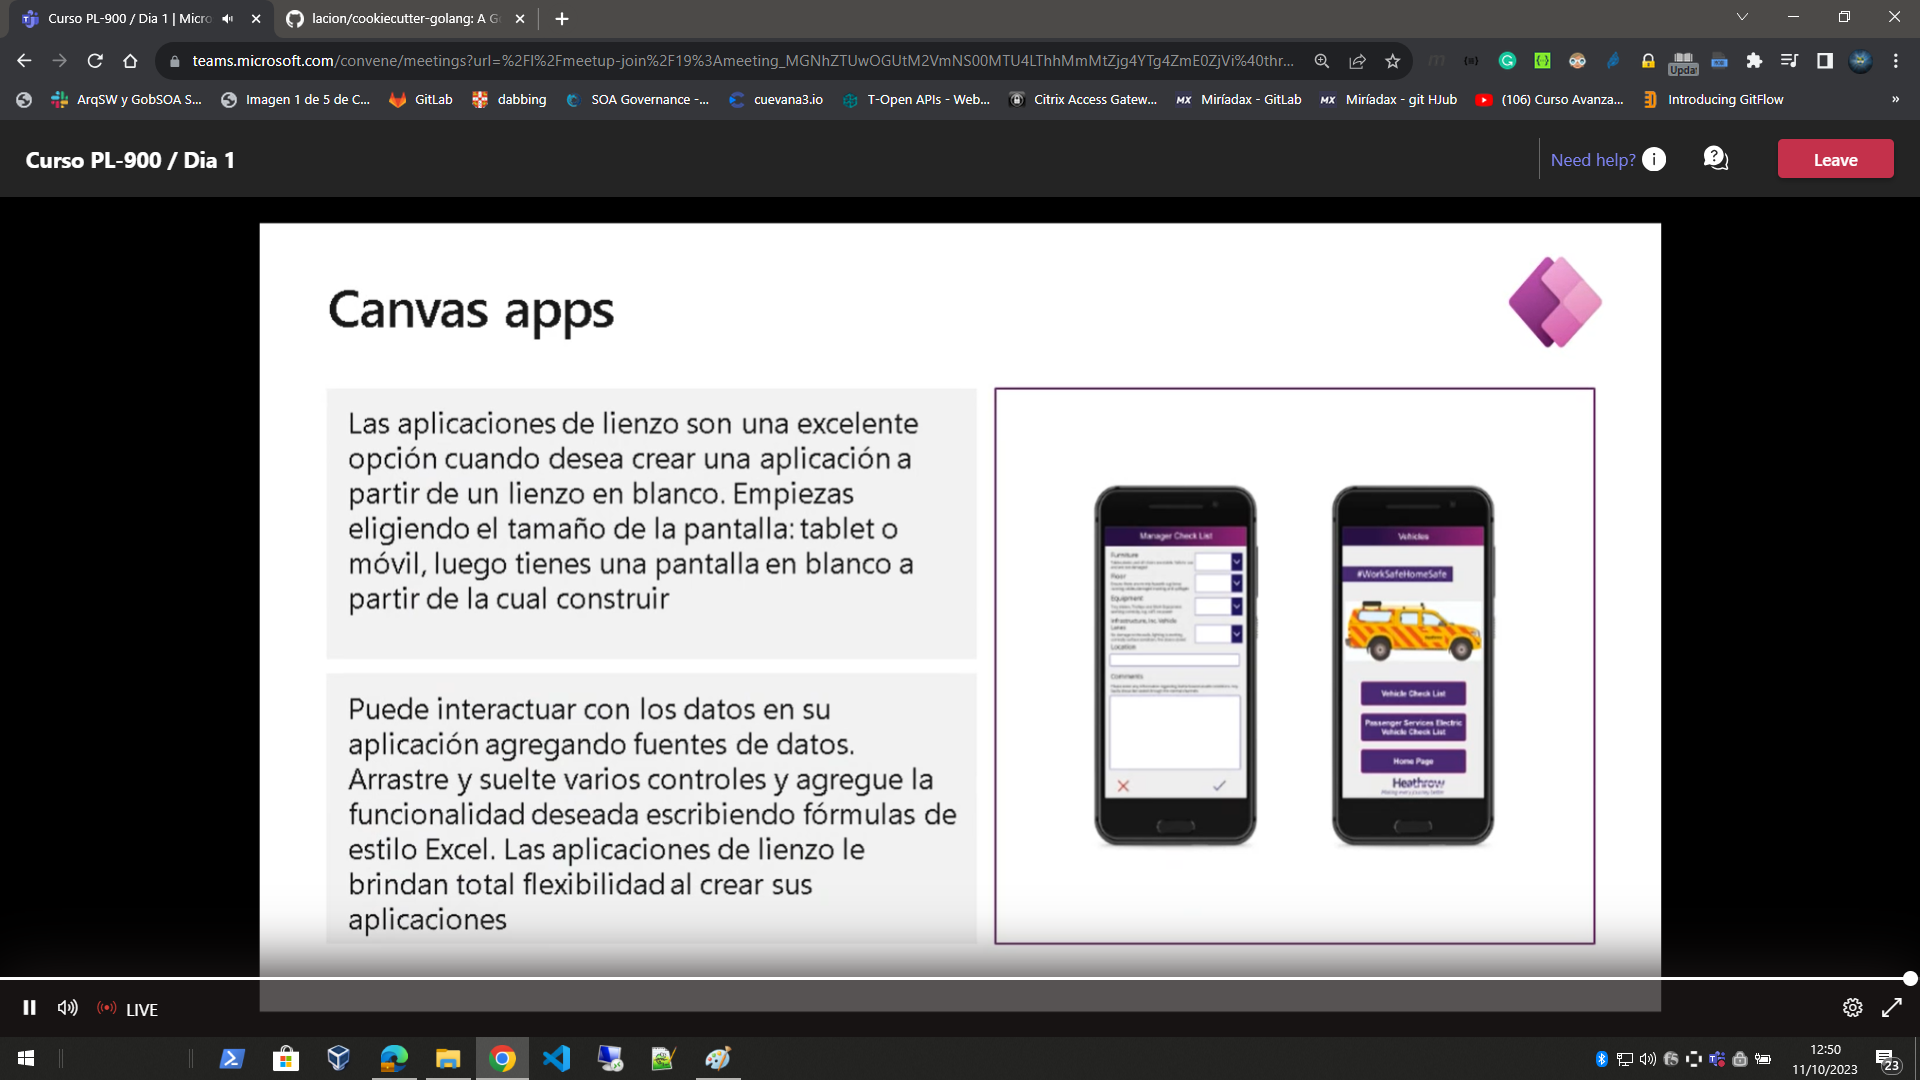 Curso PL-900 / Dia 1 | Micro
lacion/cookiecutter-golang: A G
teams.microsoft.com/convene/meetings?url=%2Fl%2Fmeetup-join%2F19%3Ameeting_MGNhZTUwOGUtM2VmNS00MTU4LThhMmMtZjg4YTg4ZmE0ZjVi%40thr...
Upda
ArqSW y GobSOA S...
Imagen 1 de 5 de C...
GitLab
dabbing
SOA Governance -...
cuevana3.io
T-Open APIs - Web...
Citrix Access Gatew...
MX Miríadax - GitLab
MX Miríadax - git HJub
(106) Curso Avanza...
Introducing GitFlow
»
Curso PL-900 / Dia 1
Need help?
Leave
Canvas apps
Las aplicaciones de lienzo son una excelente
opción cuando desea crear una aplicación a
partir de un lienzo en blanco. Empiezas
eligiendo el tamaño de la pantalla: tablet o
móvil, luego tienes una pantalla en blanco a
partir de la cual construir
Puede interactuar con los datos en su
aplicación agregando fuentes de datos.
Arrastre y suelte varios controles y agregue la
funcionalidad deseada escribiendo fórmulas de
estilo Excel. Las aplicaciones de lienzo le
brindan total flexibilidad al crear sus
aplicaciones
Manager Check List
Furniture
Floor
Equipment
Infrastructure, inc. Vehicle
Lanes
Location
Comments
Vehicles
#WorkSafeHomeSafe
Vehicle Check List
Passenger Services Electric
Vehicle Check List
Home Page
Heathrow
Making every journey better
LIVE
12:50
11/10/2023
23